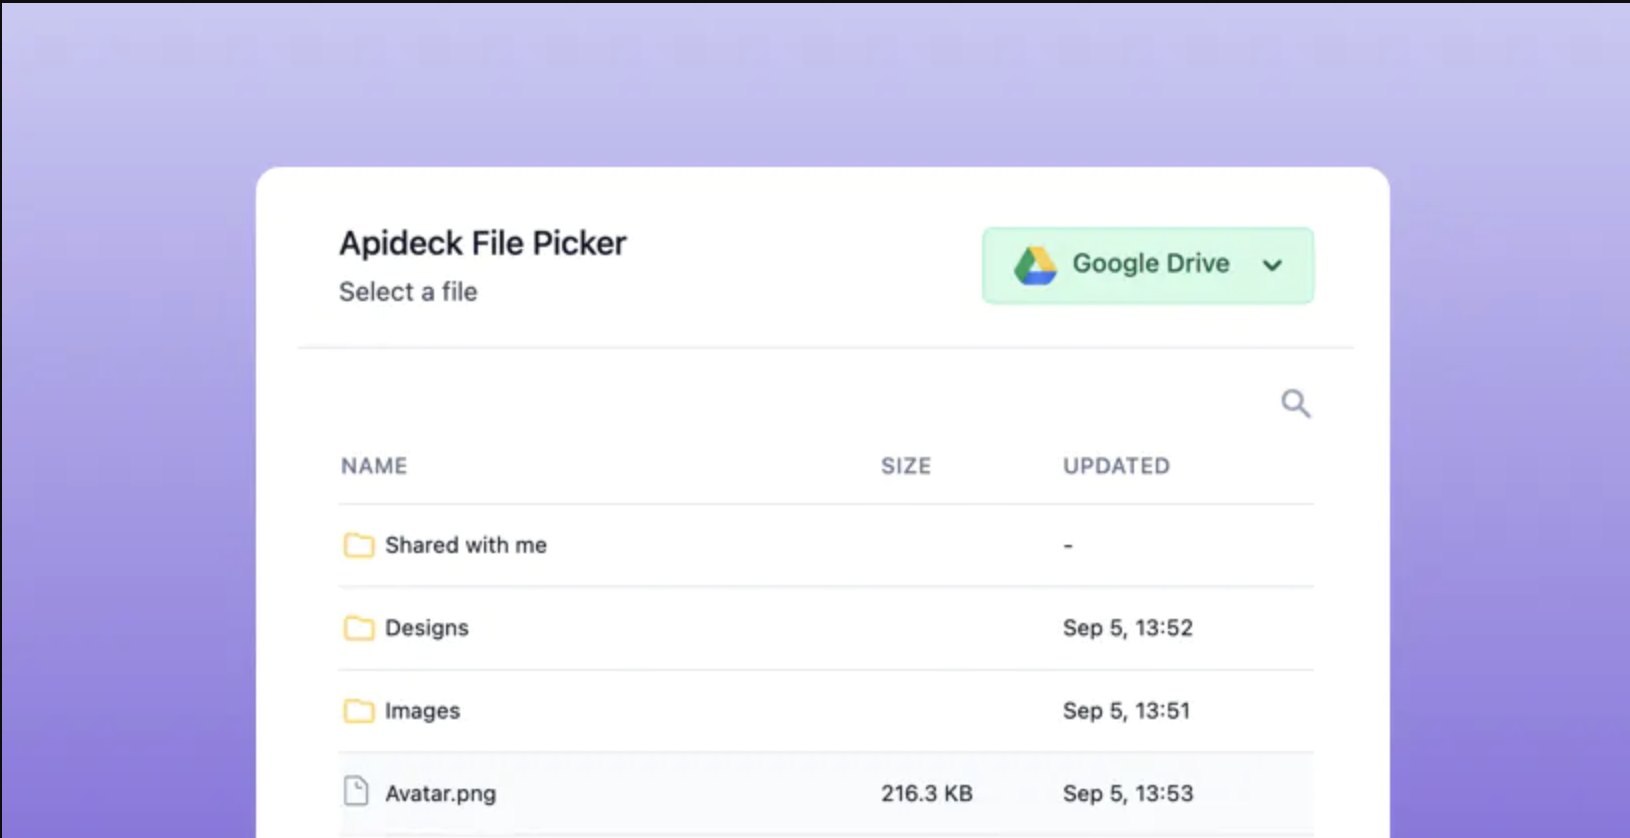 Apideck File Picker
Select a file
Google Drive
NAME SIZE UPDATED
Shared with me -
Designs Sep 5, 13:52
Images Sep 5, 13:51
Avatar.png 216.3 KB Sep 5, 13:53